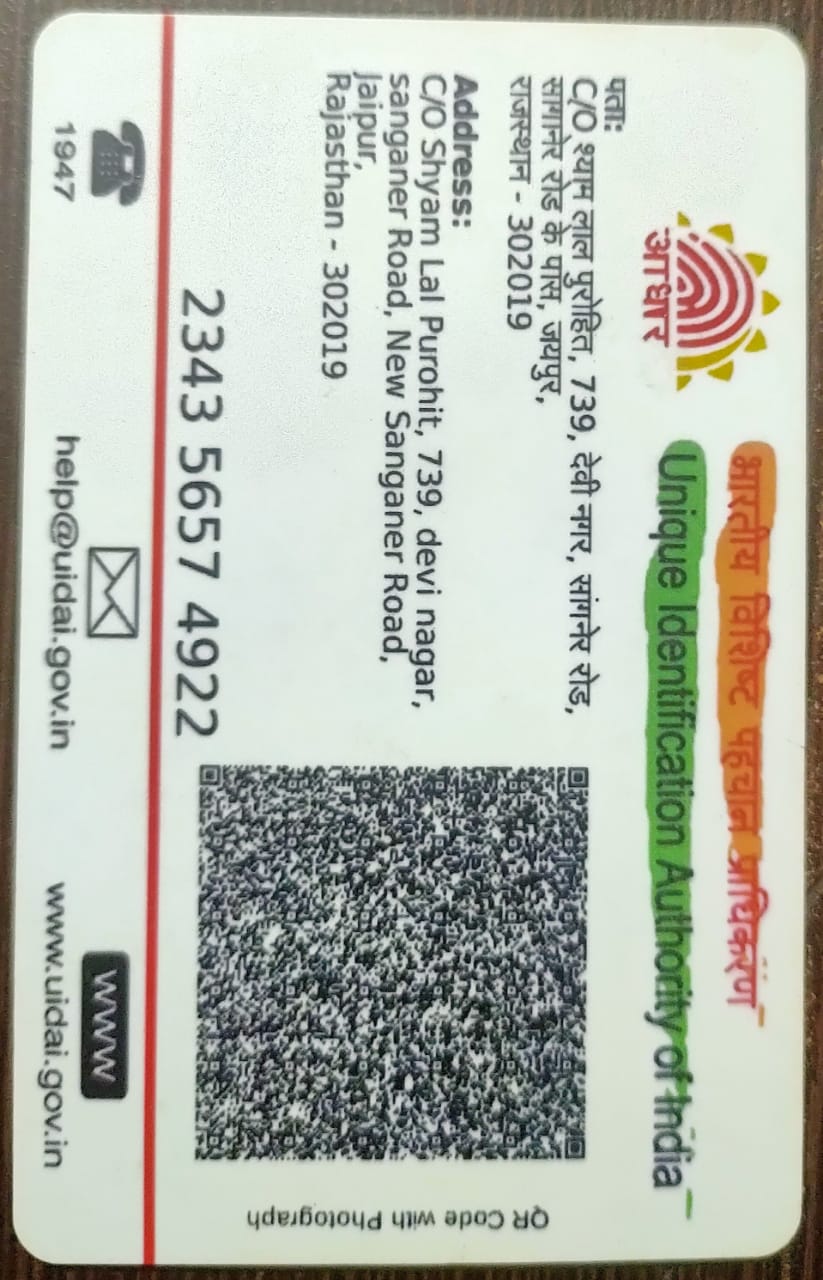 भारतीय विशिष्ट पहचान प्राधिकरण
Unique Identification Authority of India
आधार
पता:
C/O श्याम लाल पुरोहित, 739, देवी नगर, सांगनेर रोड,
सागानेर रोड के पास, जयपुर,
राजस्थान - 302019
Address:
C/O Shyam Lal Purohit, 739, devi nagar,
sanganer Road, New Sanganer Road,
Jaipur,
Rajasthan - 302019
QR Code with Photograph
2343 5657 4922
1947
help@uidai.gov.in
www
www.uidai.gov.in